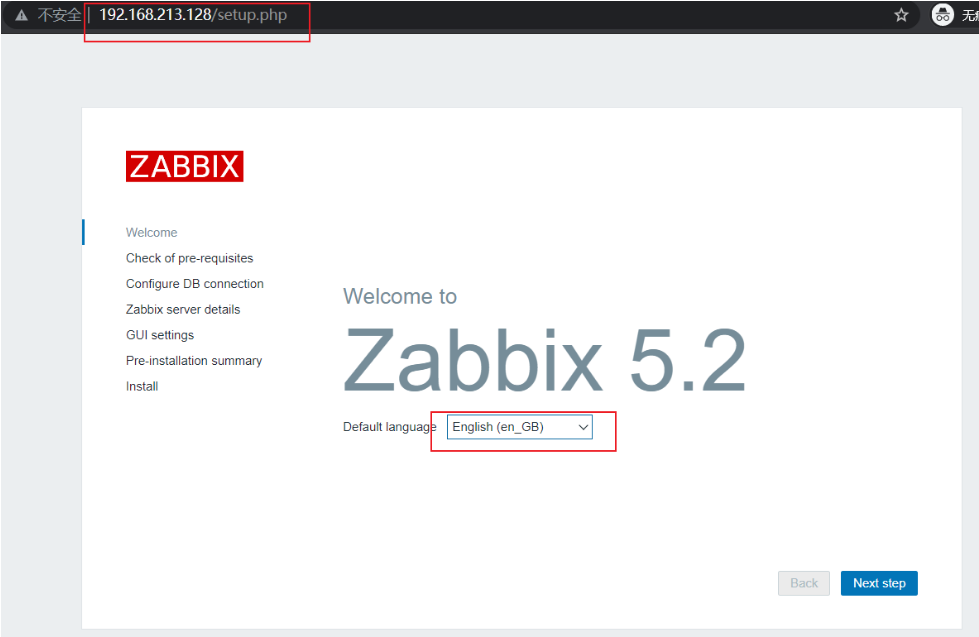 不安全 192.168.213.128/setup.php
ZABBIX
Welcome
Check of pre-requisites
Configure DB connection
Zabbix server details
GUI settings
Pre-installation summary
Install
Welcome to
Zabbix 5.2
Default language English (en_GB)
Back Next step